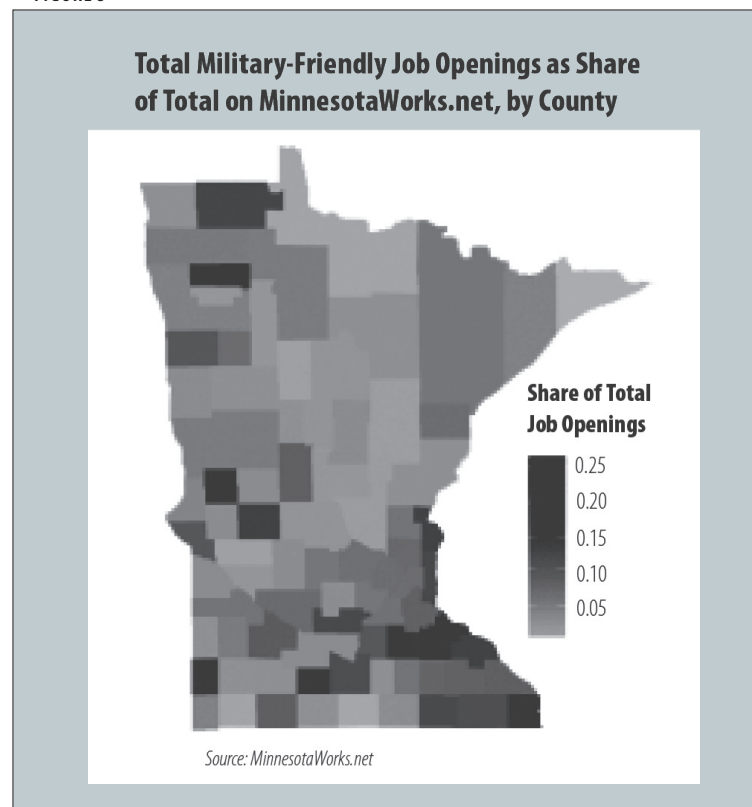 Total Military-Friendly Job Openings as Share
of Total on MinnesotaWorks.net, by County
Share of Total
Job Openings
0.25
0.20
0.15
0.10
0.05
Source: MinnesotaWorks.net